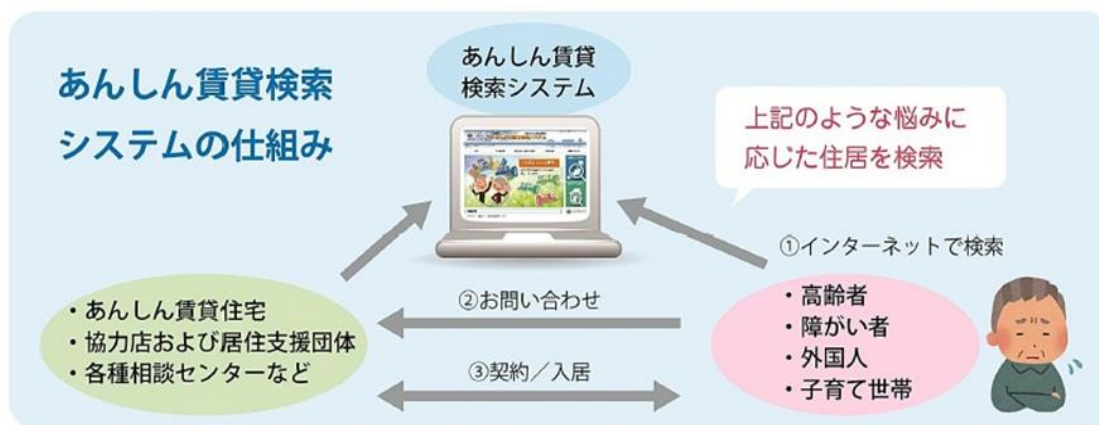 あんしん賃貸検索
システムの仕組み
あんしん賃貸
検索システム
上記のような悩みに
応じた住居を検索
①インターネットで検索
・あんしん賃貸住宅
・協力店および居住支援団体
・各種相談センターなど
②お問い合わせ
③契約／入居
・高齢者
・障がい者
・外国人
・子育て世帯